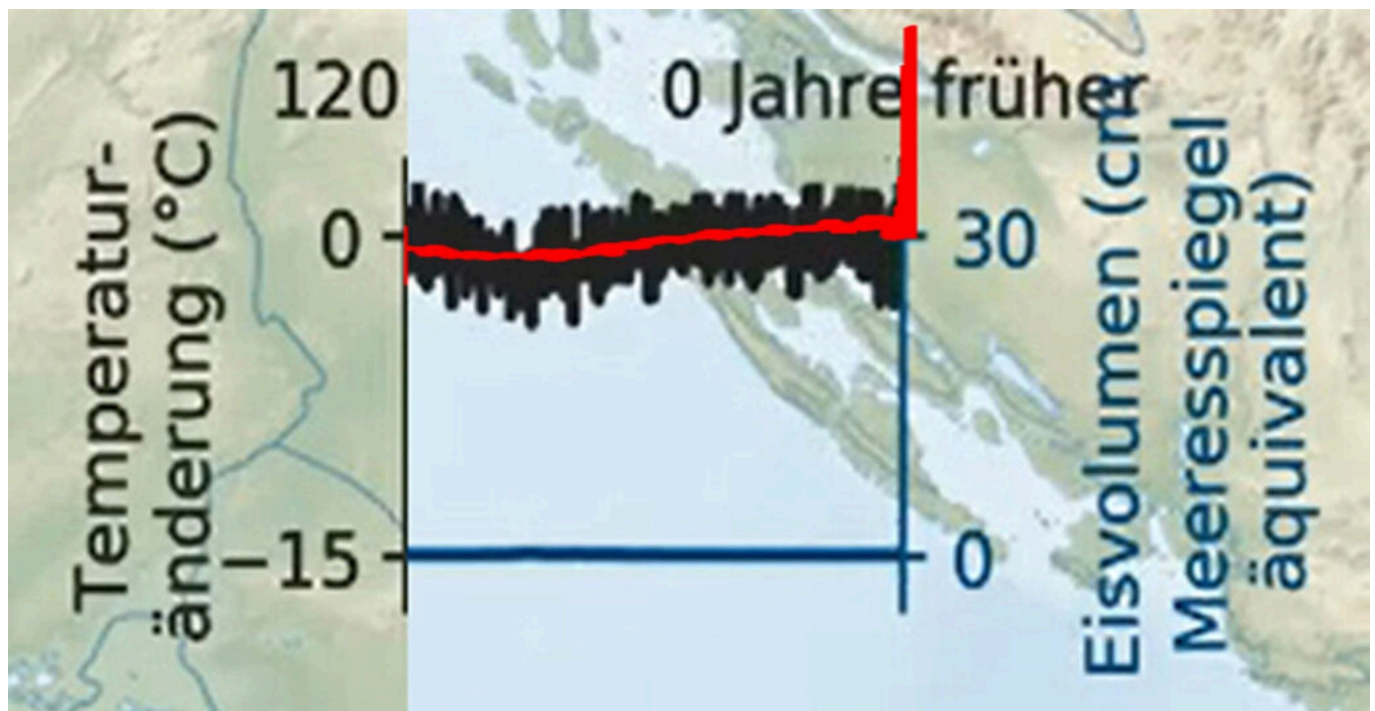 120
0 Jahre früher
Temperatur-
änderung (°C)
0
−15
30
0
Eisvolumen (cm
Meeresspiegel
äquivalent)